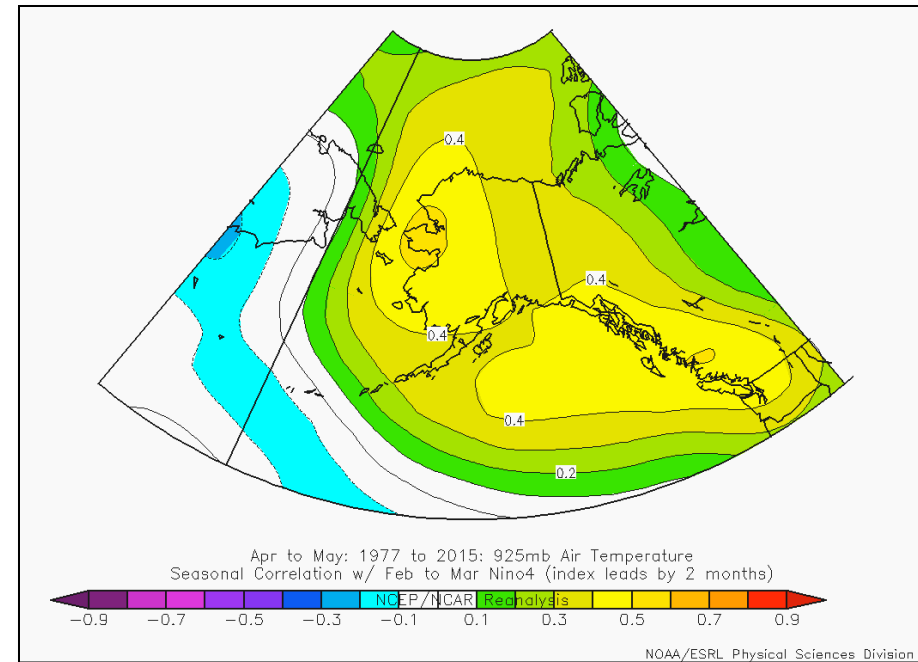 0.4
0.4
0.4
0.4
0.2
Apr to May: 1977 to 2015: 925mb Air Temperature
Seasonal Correlation w/ Feb to Mar Nino4 (index leads by 2 months)
NCEP/NCAR Reanalysis
-0.9 -0.7 -0.5 -0.3 -0.1 0.1 0.3 0.5 0.7 0.9
NOAA/ESRL Physical Sciences Division